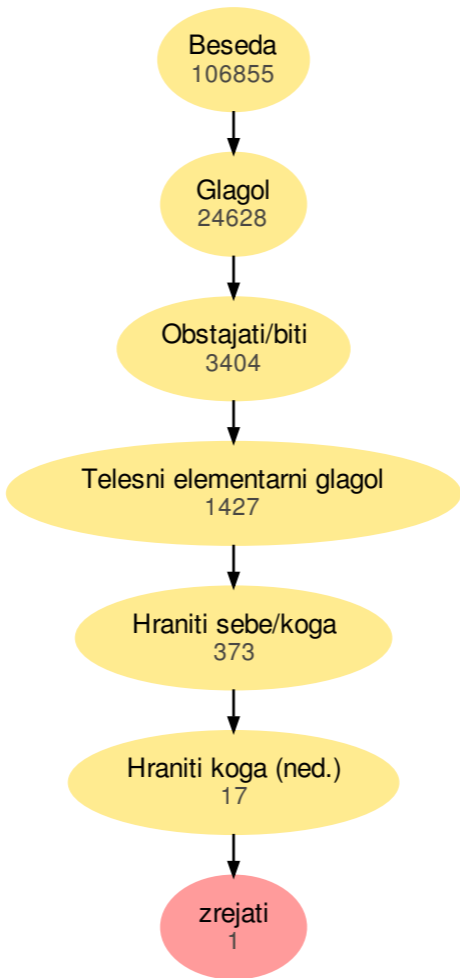 Beseda
106855
Glagol
24628
Obstajati/biti
3404
Telesni elementarni glagol
1427
Hraniti sebe/koga
373
Hraniti koga (ned.)
17
zrejati
1